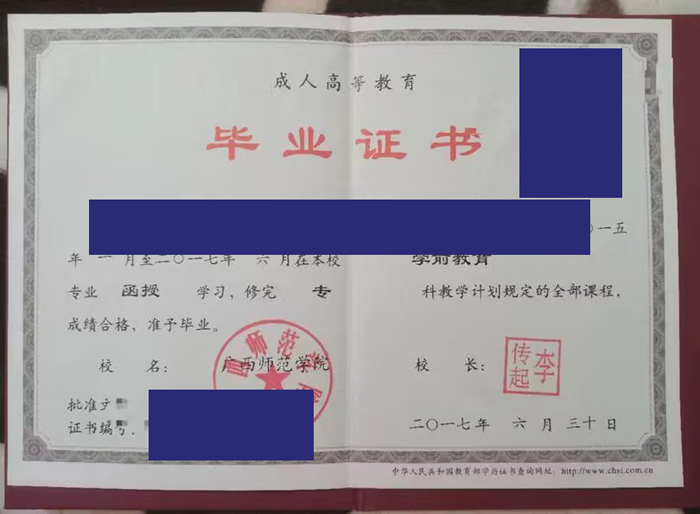 成人高等教育
毕业证书
一五
年 一 月至二〇一七年 六 月在本校 学前教育
专业 函授 学习，修完 专 科教学计划规定的全部课程，
成绩合格，准予毕业。
校 名： 广西师范学院 校 长： 李传起
批准文
证书编号：
二〇一七年 六 月 三十 日
中华人民共和国教育部学历证书查询网址：http://www.chsi.com.cn